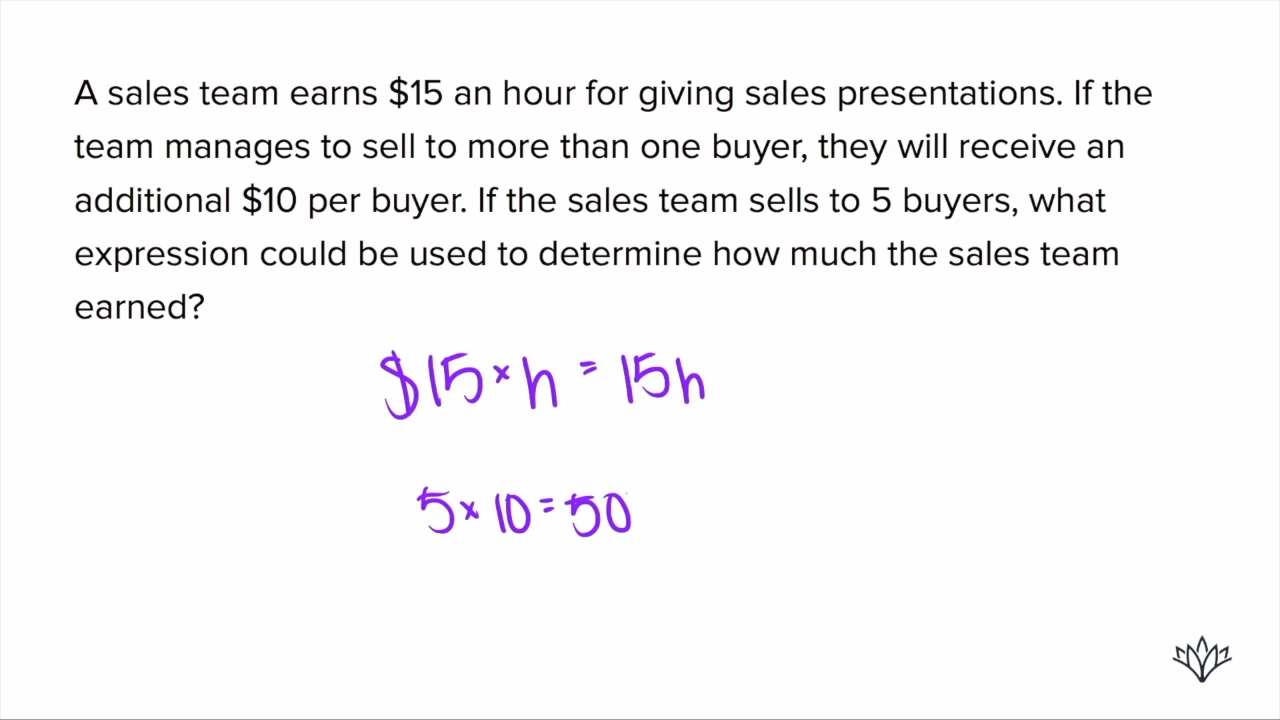 A sales team earns $15 an hour for giving sales presentations. If the
team manages to sell to more than one buyer, they will receive an
additional $10 per buyer. If the sales team sells to 5 buyers, what
expression could be used to determine how much the sales team
earned?
$15 × h = 15h
5 × 10 = 50